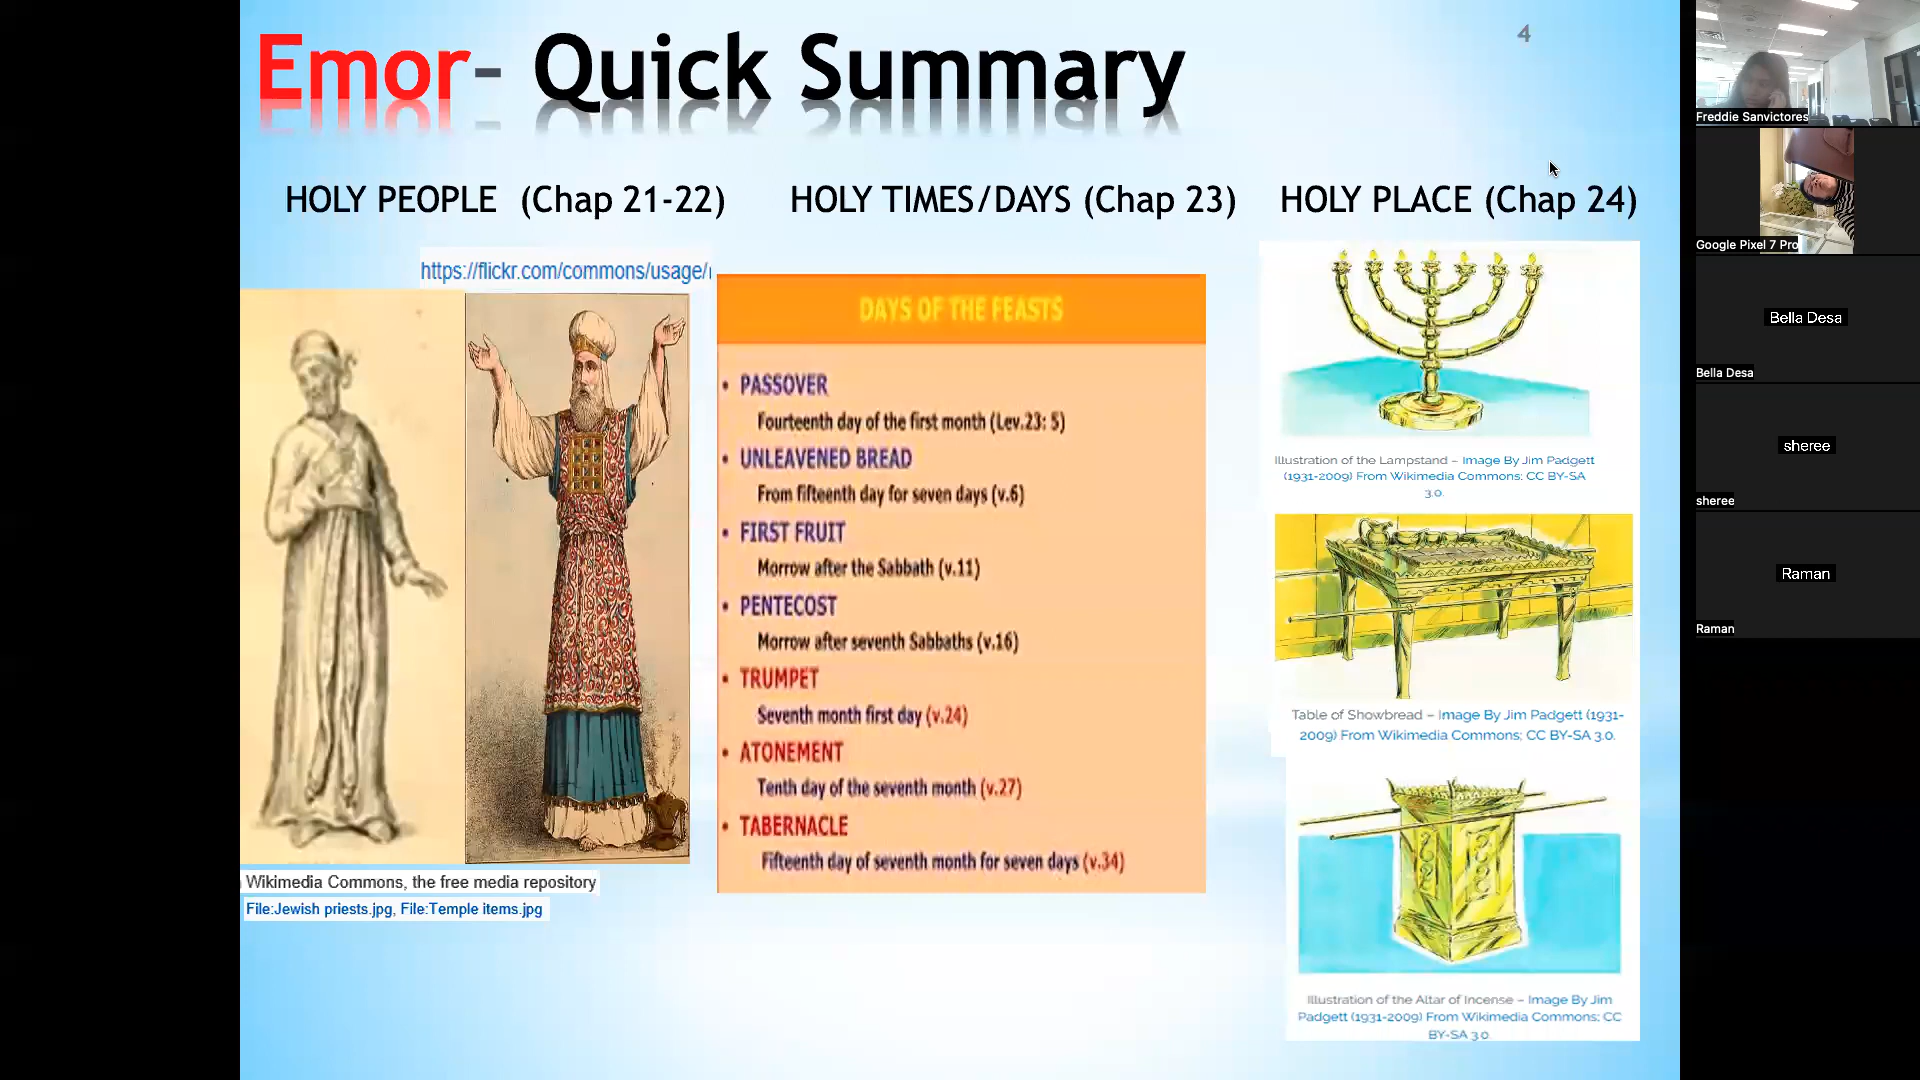 Emor- Quick Summary
4
HOLY PEOPLE (Chap 21-22)
HOLY TIMES/DAYS (Chap 23)
HOLY PLACE (Chap 24)
https://flickr.com/commons/usage/
Wikimedia Commons, the free media repository
File:Jewish priests.jpg, File:Temple items.jpg
DAYS OF THE FEASTS
• PASSOVER
Fourteenth day of the first month (Lev.23: 5)
• UNLEAVENED BREAD
From fifteenth day for seven days (v.6)
• FIRST FRUIT
Morrow after the Sabbath (v.11)
• PENTECOST
Morrow after seventh Sabbaths (v.16)
• TRUMPET
Seventh month first day (v.24)
• ATONEMENT
Tenth day of the seventh month (v.27)
• TABERNACLE
Fifteenth day of seventh month for seven days (v.34)
Illustration of the Lampstand – Image By Jim Padgett
(1931-2009) From Wikimedia Commons; CC BY-SA
3.0.
Table of Showbread – Image By Jim Padgett (1931-
2009) From Wikimedia Commons; CC BY-SA 3.0.
Illustration of the Altar of Incense – Image By Jim
Padgett (1931-2009) From Wikimedia Commons; CC
BY-SA 3.0.
Freddie Sanvictores
Google Pixel 7 Pro
Bella Desa
Bella Desa
sheree
sheree
Raman
Raman